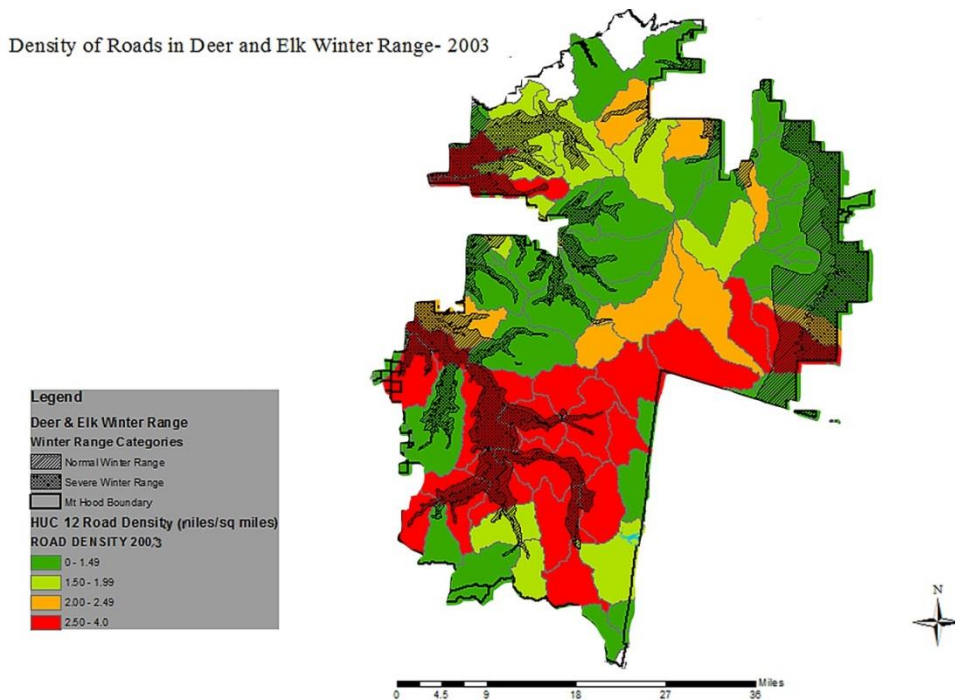 Density of Roads in Deer and Elk Winter Range- 2003
Legend
Deer & Elk Winter Range
Winter Range Categories
Normal Winter Range
Severe Winter Range
Mt Hood Boundary
HUC 12 Road Density (miles/sq miles)
ROAD DENSITY 2003
0 - 1.49
1.50 - 1.99
2.00 - 2.49
2.50 - 4.0
N
Miles
0 4.5 9 18 27 36